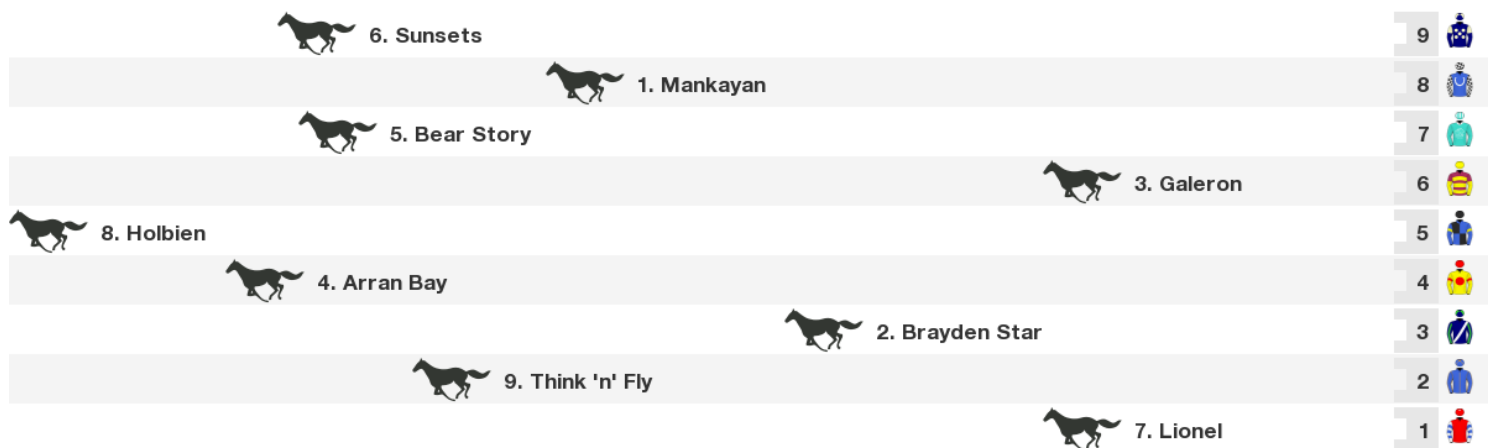 6. Sunsets 9
1. Mankayan 8
5. Bear Story 7
3. Galeron 6
8. Holbien 5
4. Arran Bay 4
2. Brayden Star 3
9. Think 'n' Fly 2
7. Lionel 1